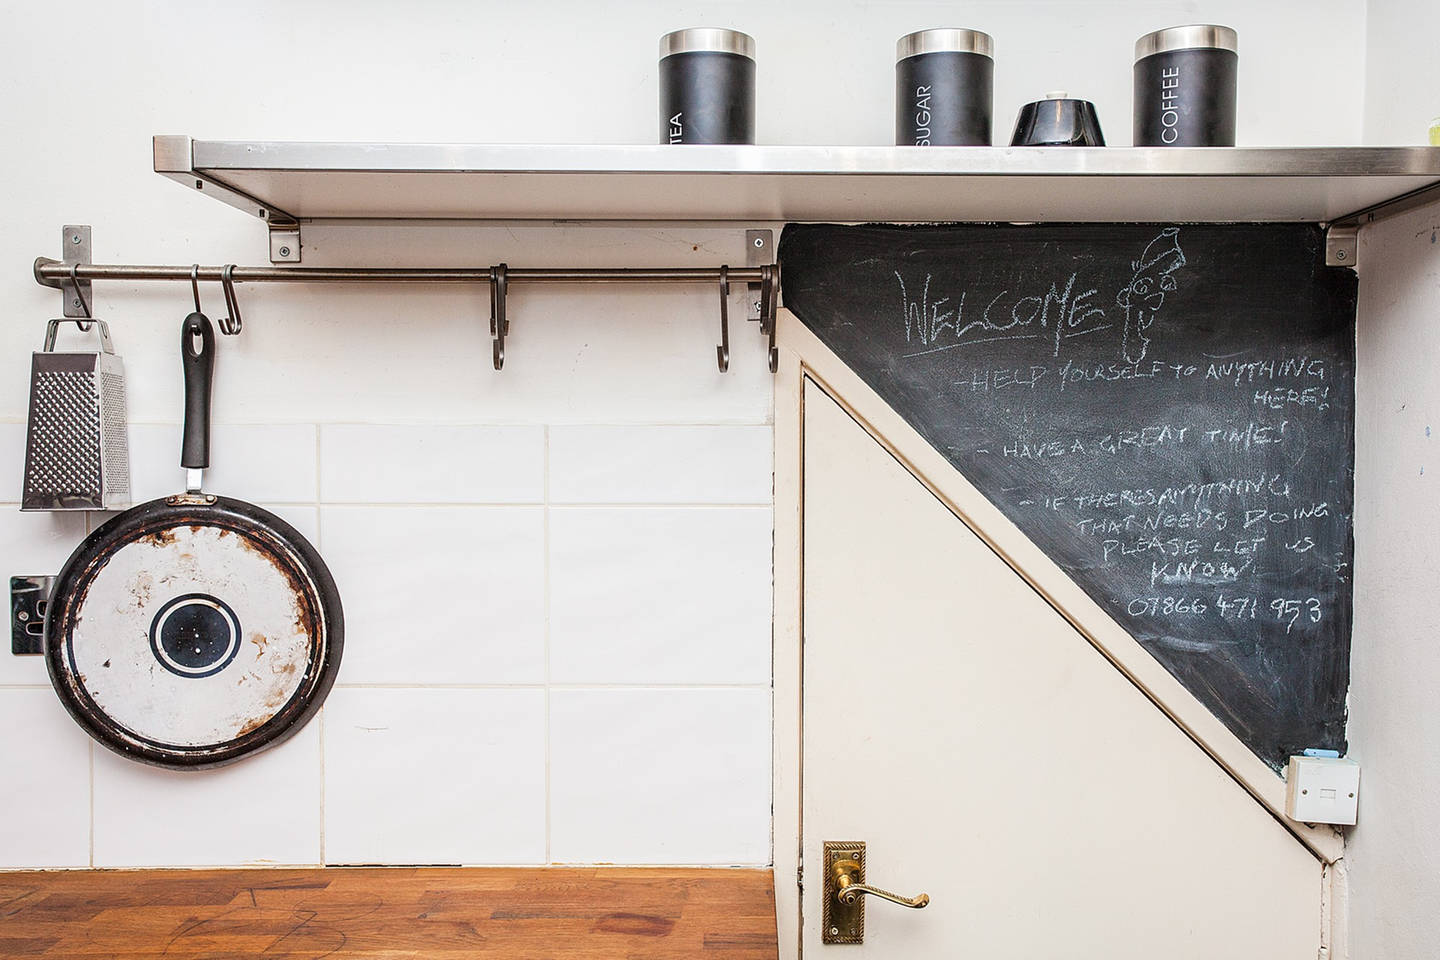 TEA
SUGAR
COFFEE
WELCOME
- HELP YOURSELF TO ANYTHING
HERE!
- HAVE A GREAT TIME!
- IF THERES ANYTHING
THAT NEEDS DOING
PLEASE LET US
KNOW
07866 471 953